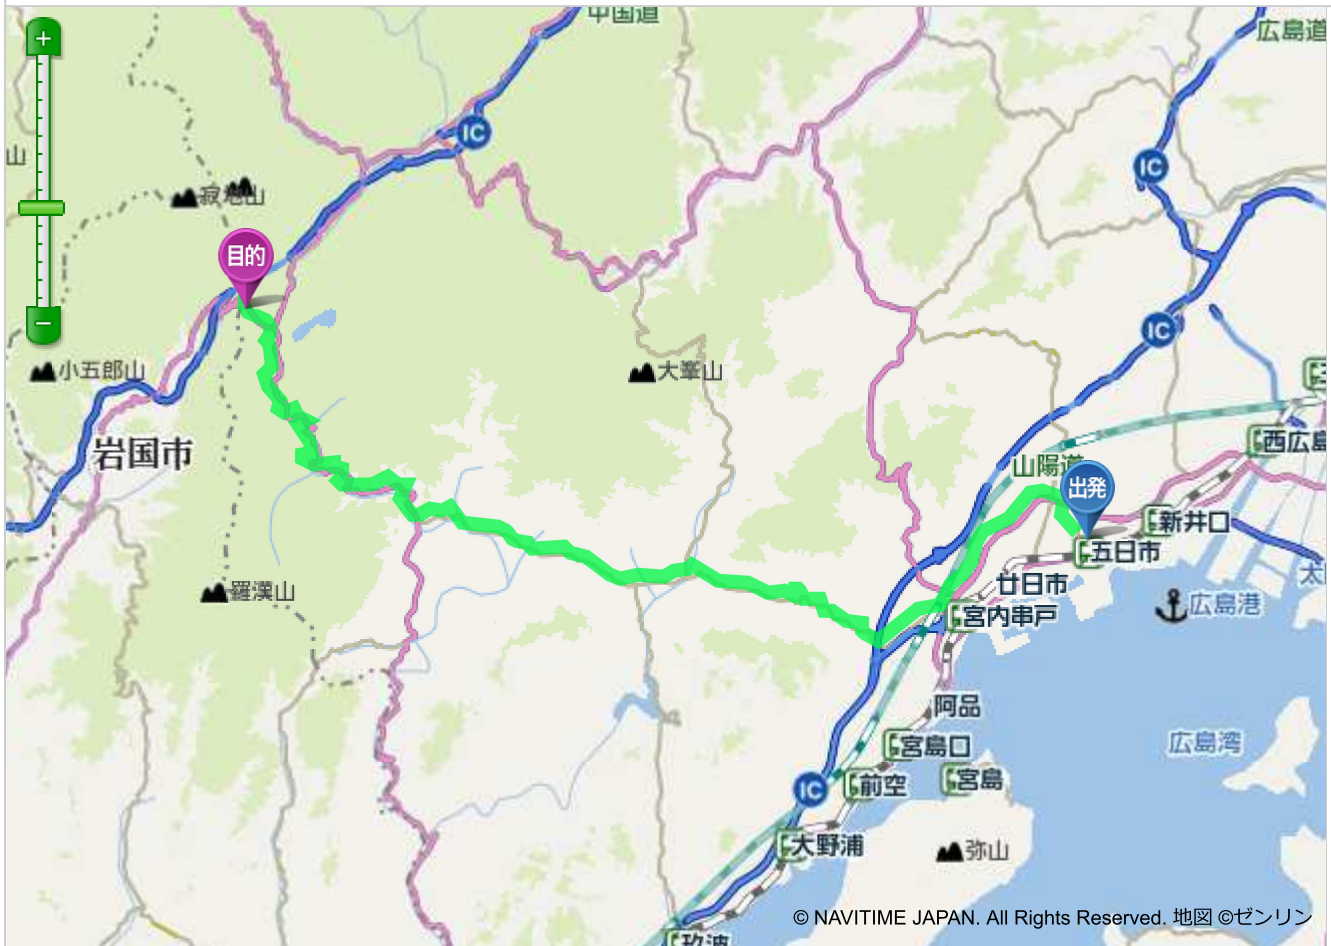 中国道
広島道
IC
山
IC
寂地山
目的
IC
小五郎山
大峯山
西広島
岩国市
山陽道
出発
新井口
五日市
廿日市
羅漢山
広島港
宮内串戸
阿品
宮島口
広島湾
宮島
前空
IC
大野浦
弥山
© NAVITIME JAPAN. All Rights Reserved. 地図 ©ゼンリン
玖波